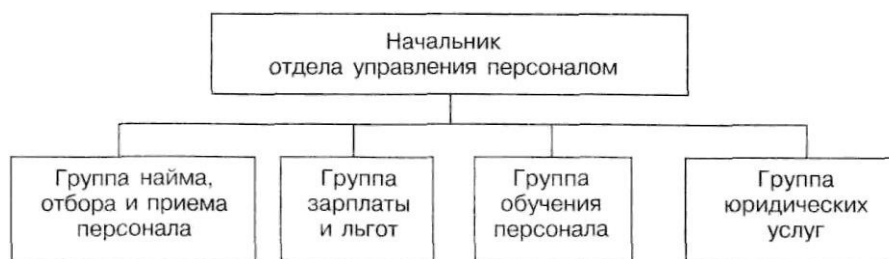 Начальник
отдела управления персоналом
Группа найма,
отбора и приема
персонала
Группа
зарплаты
и льгот
Группа
обучения
персонала
Группа
юридических
услуг